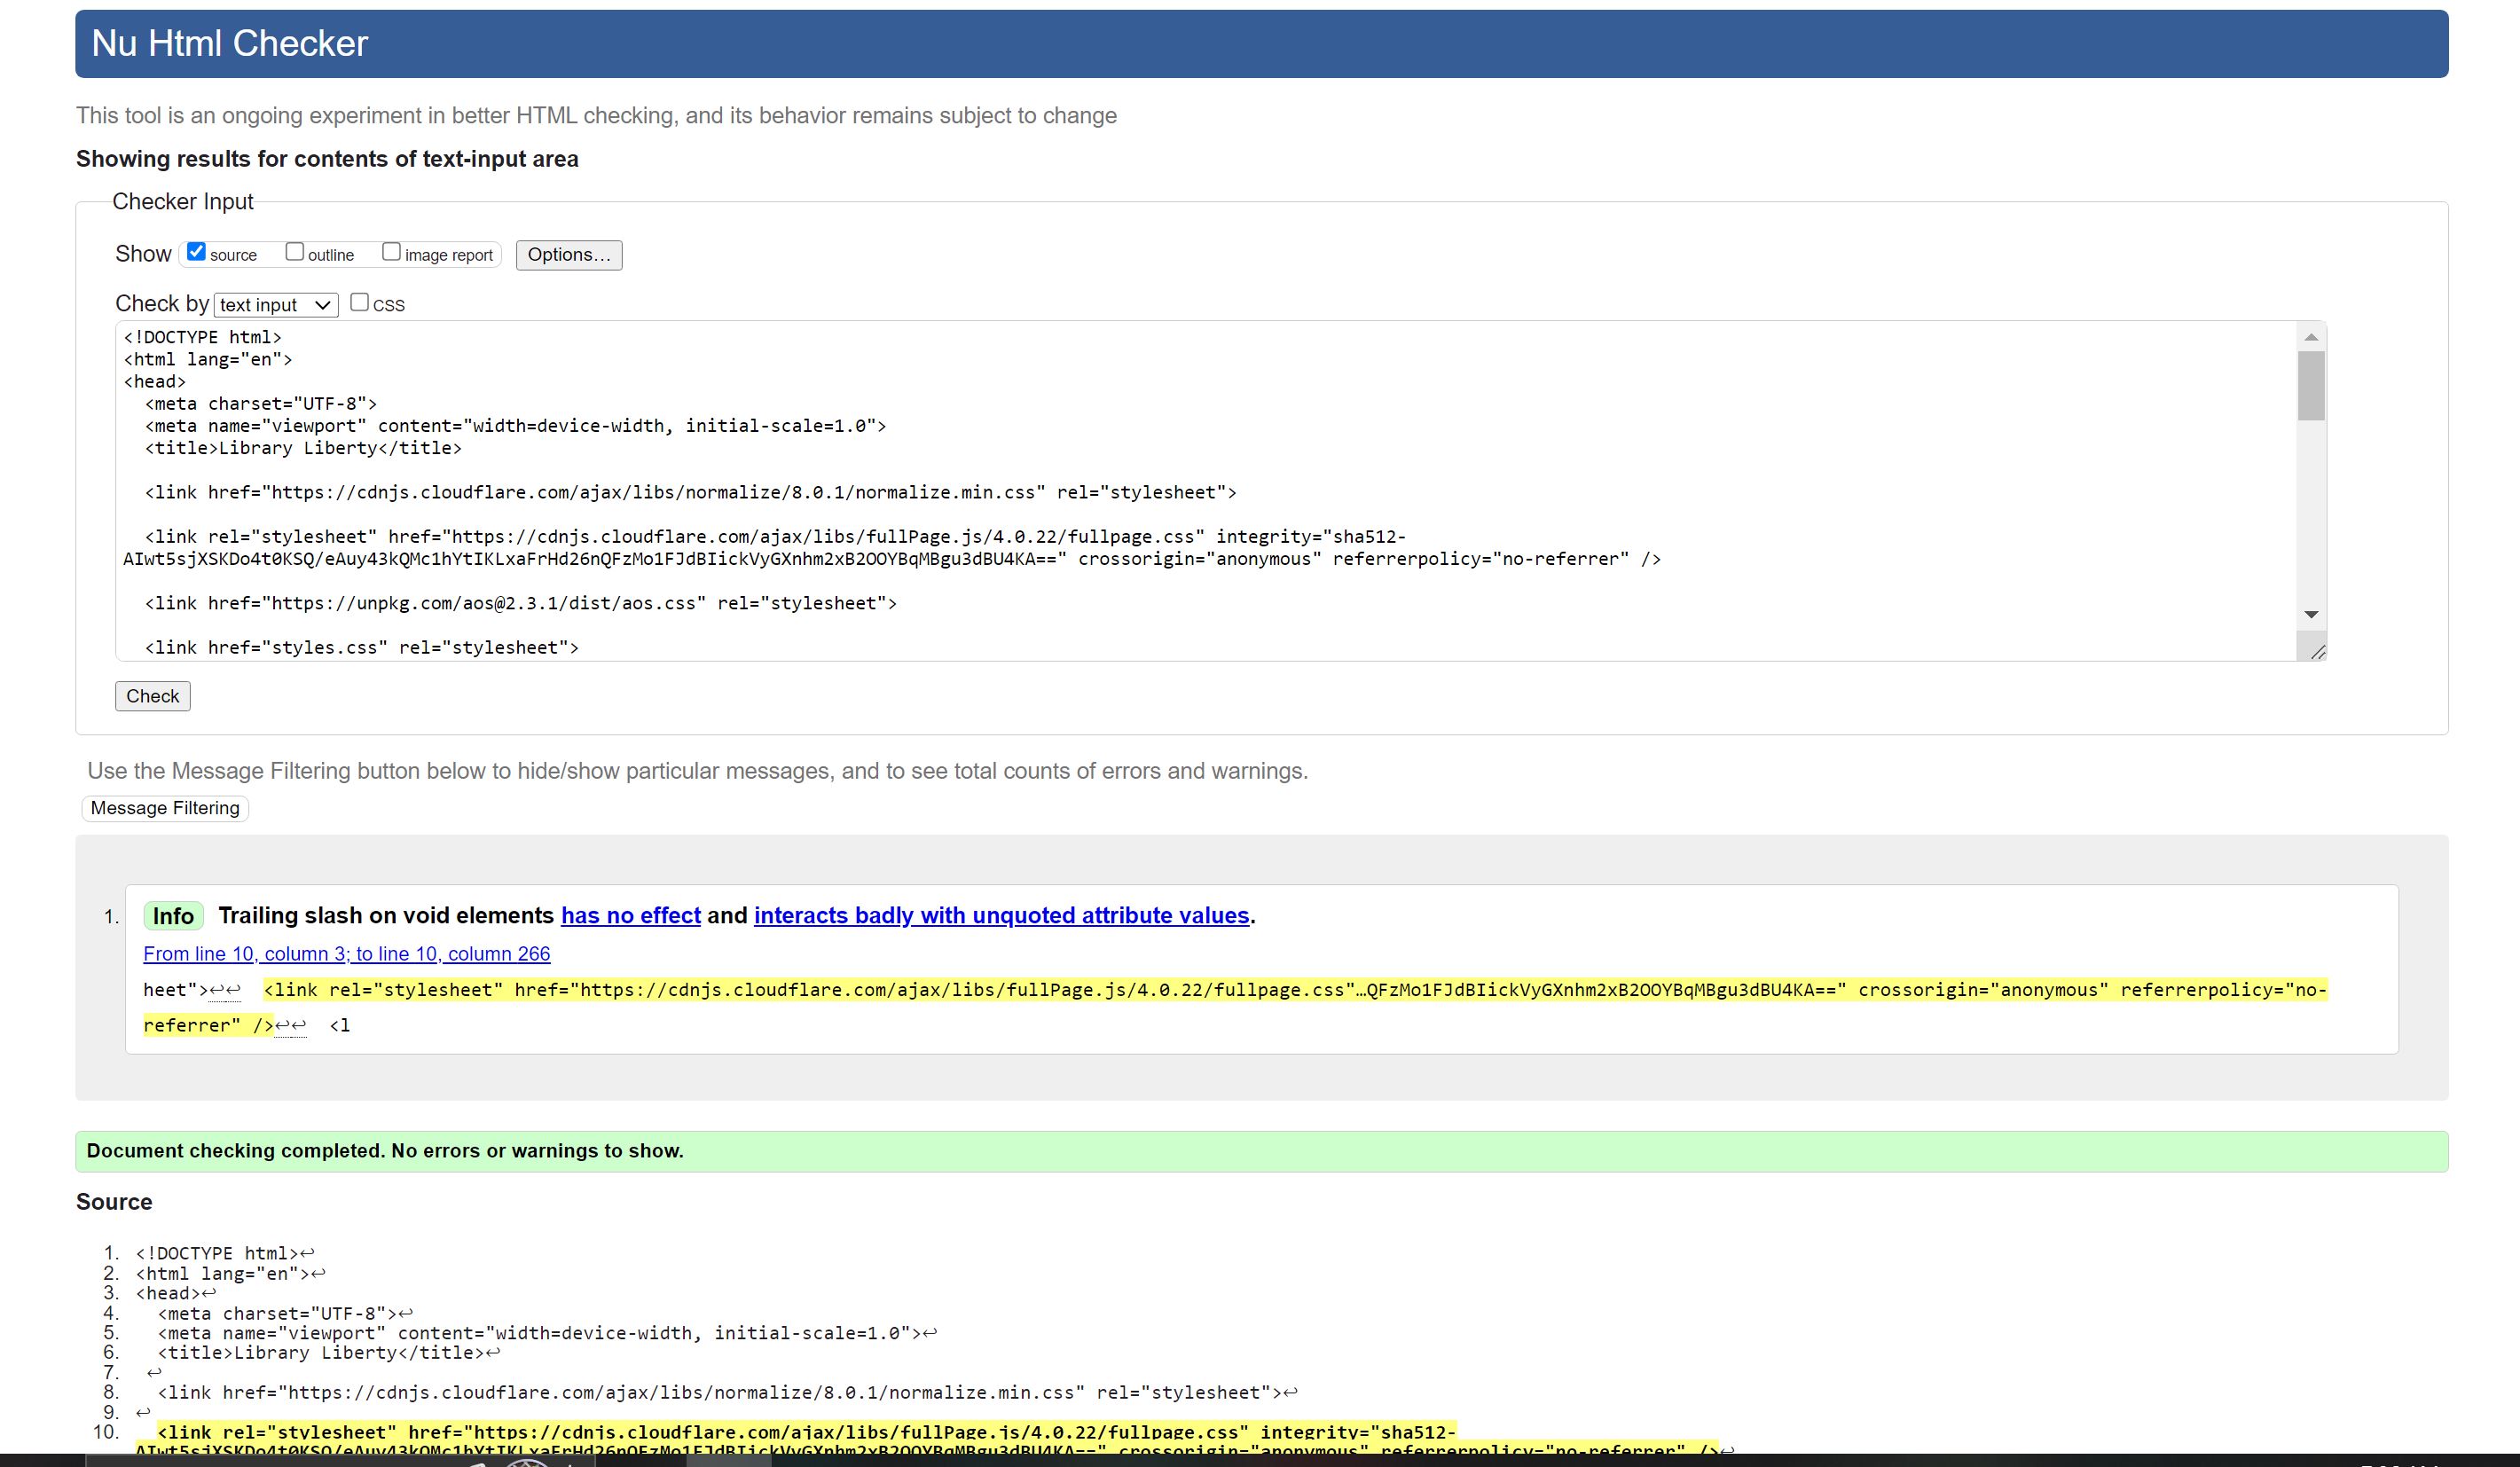 Nu Html Checker
This tool is an ongoing experiment in better HTML checking, and its behavior remains subject to change
Showing results for contents of text-input area
Checker Input
Show source outline image report Options…
Check by text input CSS
<!DOCTYPE html>
<html lang="en">
<head>
<meta charset="UTF-8">
<meta name="viewport" content="width=device-width, initial-scale=1.0">
<title>Library Liberty</title>
<link href="https://cdnjs.cloudflare.com/ajax/libs/normalize/8.0.1/normalize.min.css" rel="stylesheet">
<link rel="stylesheet" href="https://cdnjs.cloudflare.com/ajax/libs/fullPage.js/4.0.22/fullpage.css" integrity="sha512-
AIwt5sjXSKDo4t0KSQ/eAuy43kQMc1hYtIKLxaFrHd26nQFzMo1FJdBIickVyGXnhm2xB2OOYBqMBgu3dBU4KA==" crossorigin="anonymous" referrerpolicy="no-referrer" />
<link href="https://unpkg.com/aos@2.3.1/dist/aos.css" rel="stylesheet">
<link href="styles.css" rel="stylesheet">
Check
Use the Message Filtering button below to hide/show particular messages, and to see total counts of errors and warnings.
Message Filtering
1. Info Trailing slash on void elements has no effect and interacts badly with unquoted attribute values.
From line 10, column 3; to line 10, column 266
heet">↩↩ <link rel="stylesheet" href="https://cdnjs.cloudflare.com/ajax/libs/fullPage.js/4.0.22/fullpage.css"…QFzMo1FJdBIickVyGXnhm2xB2OOYBqMBgu3dBU4KA==" crossorigin="anonymous" referrerpolicy="no-
referrer" />↩↩ <l
Document checking completed. No errors or warnings to show.
Source
1. <!DOCTYPE html>↩
2. <html lang="en">↩
3. <head>↩
4. <meta charset="UTF-8">↩
5. <meta name="viewport" content="width=device-width, initial-scale=1.0">↩
6. <title>Library Liberty</title>↩
7. ↩
8. <link href="https://cdnjs.cloudflare.com/ajax/libs/normalize/8.0.1/normalize.min.css" rel="stylesheet">↩
9. ↩
10. <link rel="stylesheet" href="https://cdnjs.cloudflare.com/ajax/libs/fullPage.js/4.0.22/fullpage.css" integrity="sha512-
AIwt5sjXSKDo4t0KSQ/eAuy43kQMc1hYtIKLxaFrHd26nQFzMo1FJdBIickVyGXnhm2xB2OOYBqMBgu3dBU4KA==" crossorigin="anonymous" referrerpolicy="no-referrer" />↩